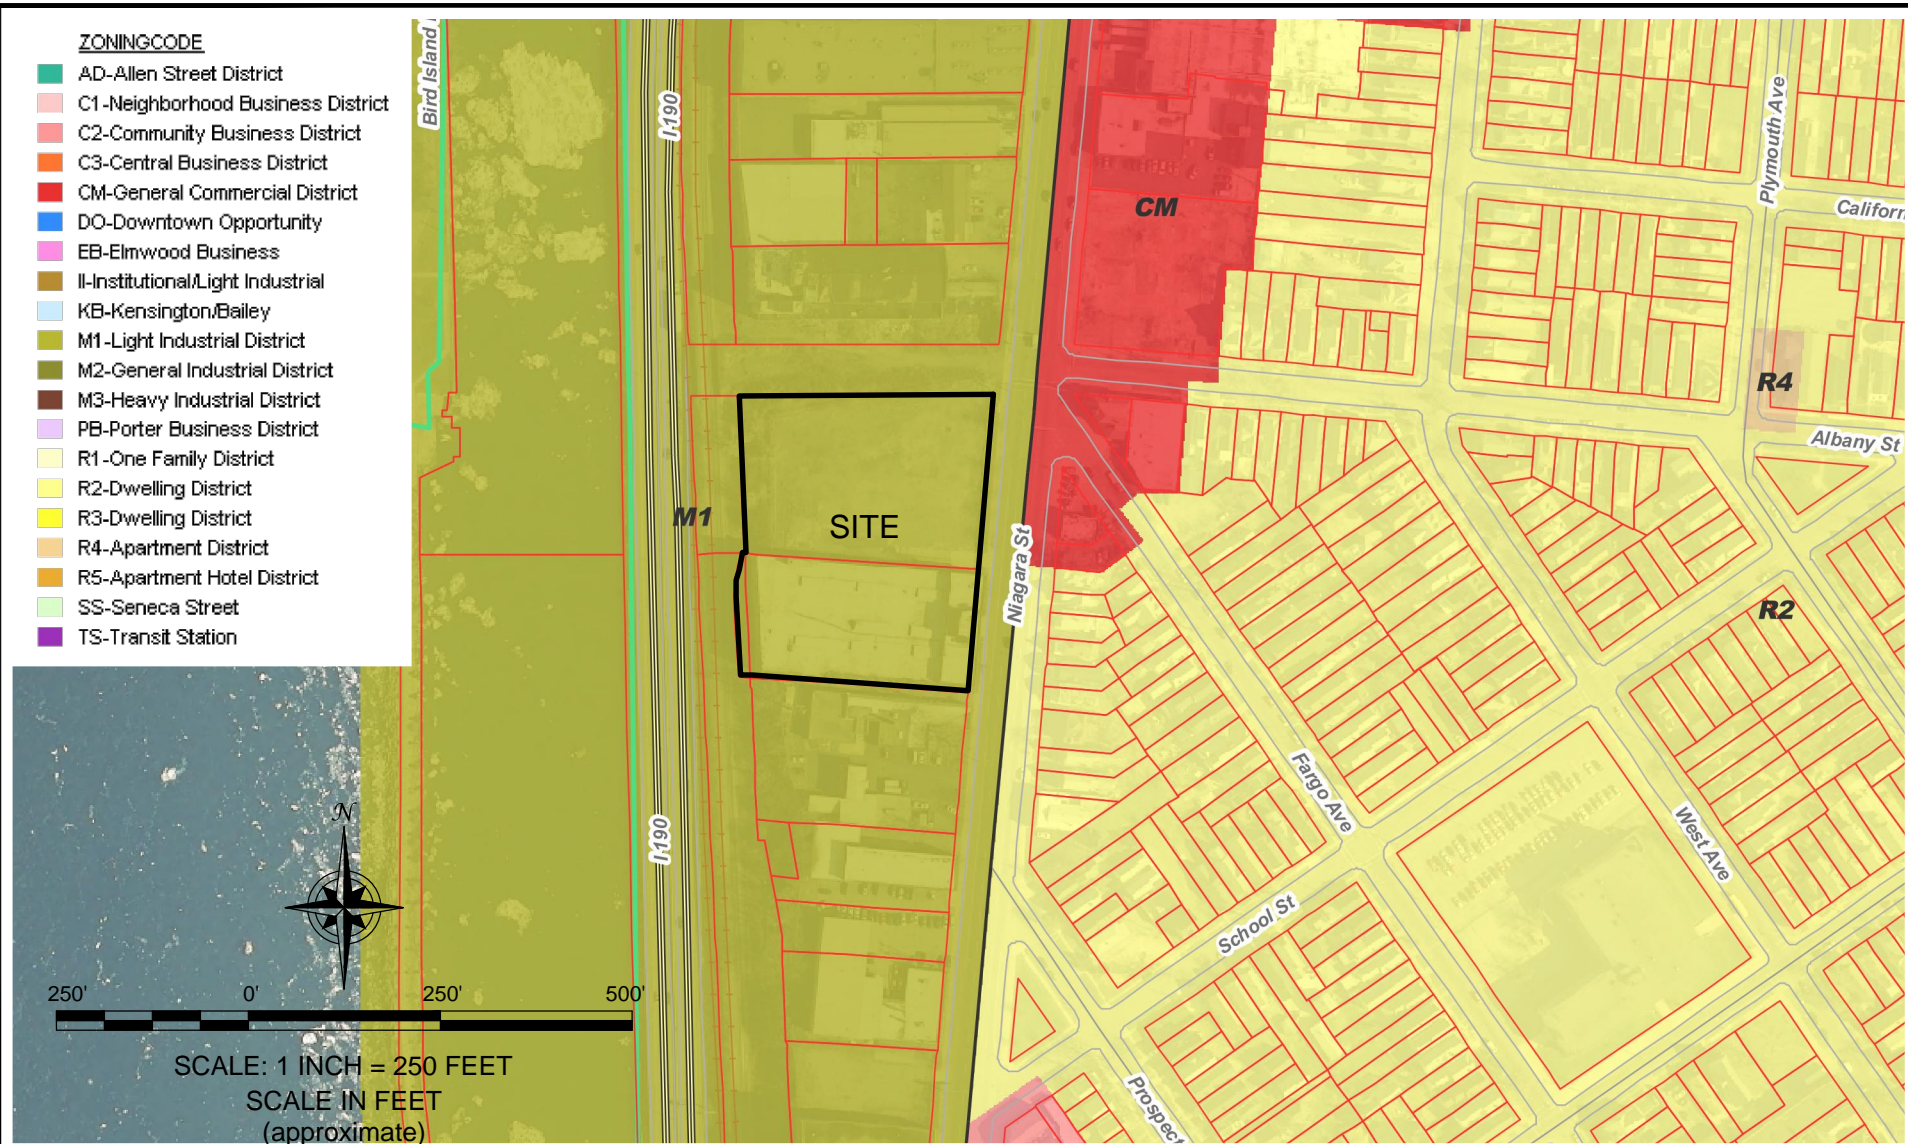 ZONINGCODE
AD-Allen Street District
C1-Neighborhood Business District
C2-Community Business District
C3-Central Business District
CM-General Commercial District
DO-Downtown Opportunity
EB-Elmwood Business
II-Institutional/Light Industrial
KB-Kensington/Bailey
M1-Light Industrial District
M2-General Industrial District
M3-Heavy Industrial District
PB-Porter Business District
R1-One Family District
R2-Dwelling District
R3-Dwelling District
R4-Apartment District
R5-Apartment Hotel District
SS-Seneca Street
TS-Transit Station
Bird Island
I 190
CM
Plymouth Ave
Californ
R4
Albany St
M1
SITE
Niagara St
R2
Fargo Ave
West Ave
I 190
School St
Prospect
N
250' 0' 250' 500'
SCALE: 1 INCH = 250 FEET
SCALE IN FEET
(approximate)